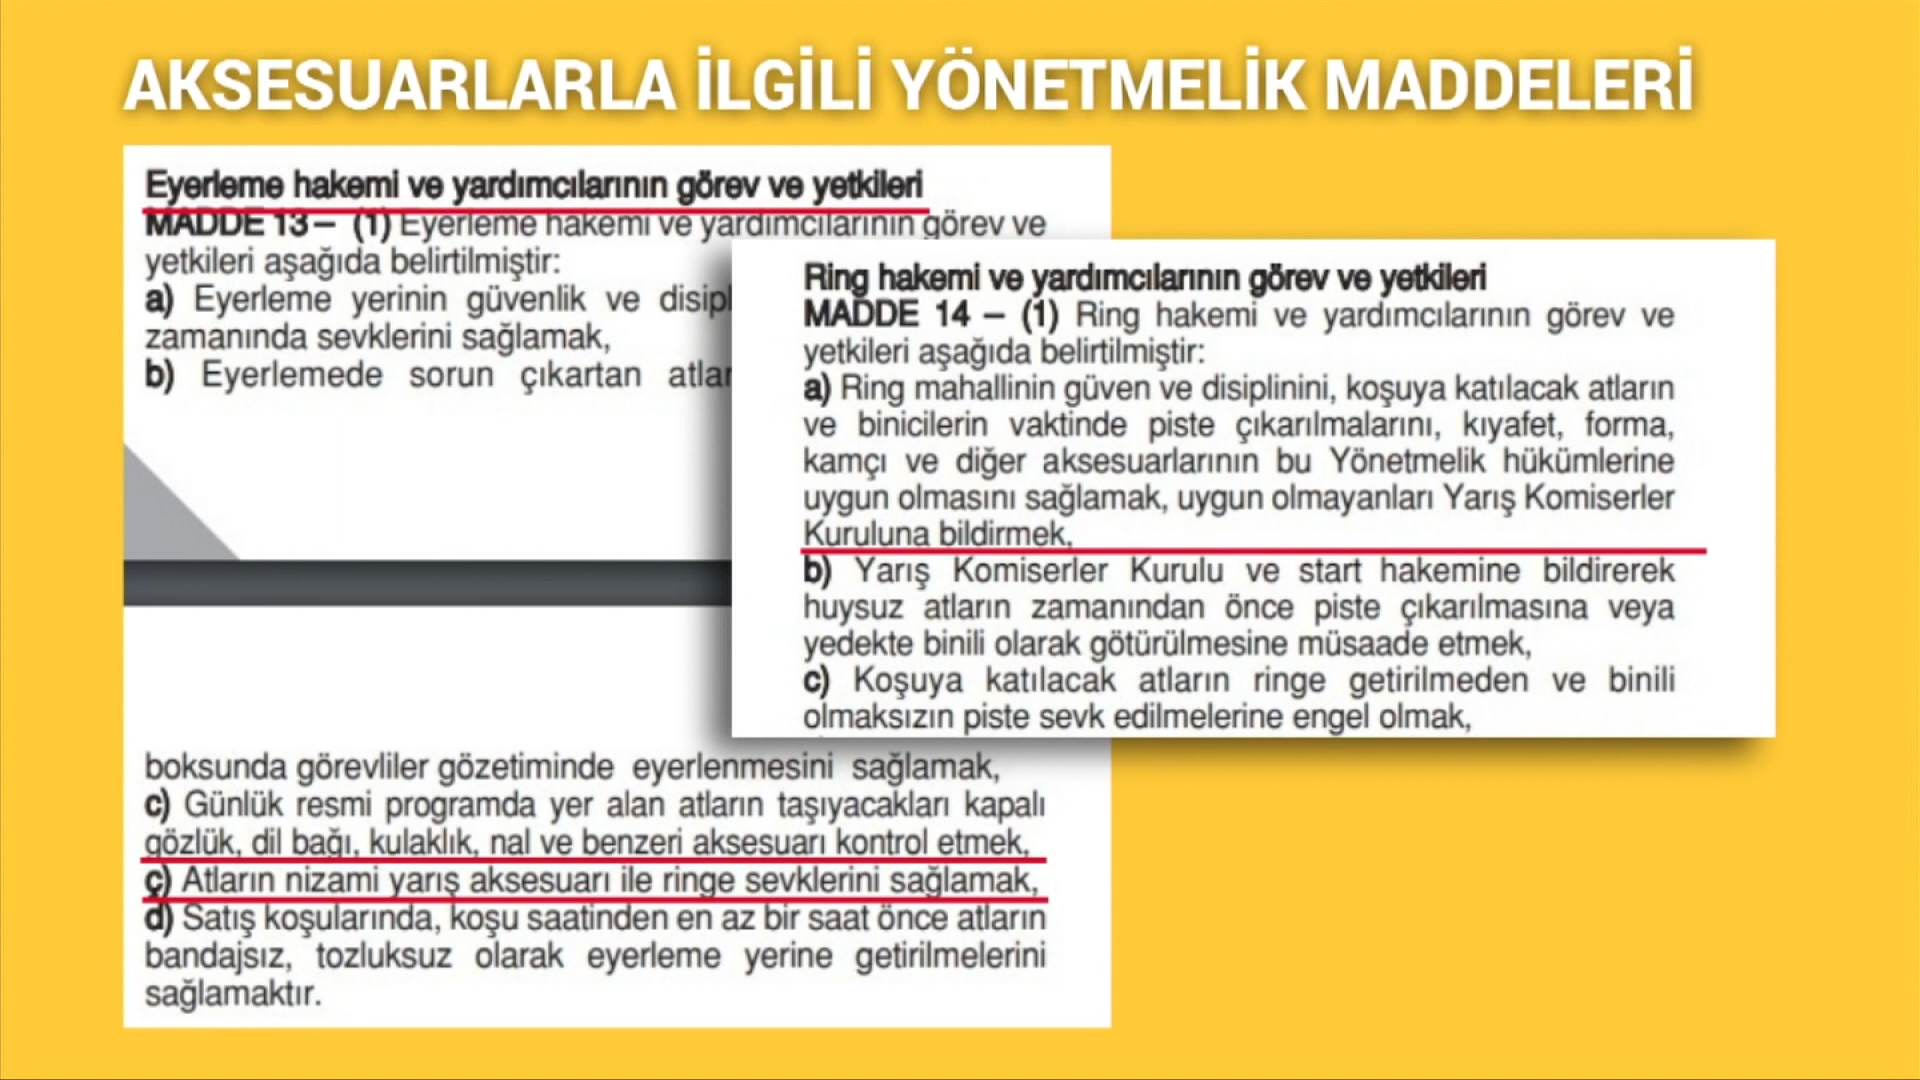 AKSESUARLARLA İLGİLİ YÖNETMELİK MADDELERİ
Eyerleme hakemi ve yardımcılarının görev ve yetkileri
MADDE 13 – (1) Eyerleme hakemi ve yardımcılarının görev ve
yetkileri aşağıda belirtilmiştir:
a) Eyerleme yerinin güvenlik ve
zamanında sevklerini sağlamak,
b) Eyerlemede sorun çıkartan
boksunda görevliler gözetiminde eyerlenmesini sağlamak,
c) Günlük resmi programda yer alan atların taşıyacakları kapalı
gözlük, dil bağı, kulaklık, nal ve benzeri aksesuarı kontrol etmek,
ç) Atların nizami yarış aksesuarı ile ringe sevklerini sağlamak,
d) Satış koşularında, koşu saatinden en az bir saat önce atların
bandajsız, tozluksuz olarak eyerleme yerine getirilmelerini
sağlamaktır.
Ring hakemi ve yardımcılarının görev ve yetkileri
MADDE 14 – (1) Ring hakemi ve yardımcılarının görev ve
yetkileri aşağıda belirtilmiştir:
a) Ring mahallinin güven ve disiplinini, koşuya katılacak atların
ve binicilerin vaktinde piste çıkarılmalarını, kıyafet, forma,
kamçı ve diğer aksesuarlarının bu Yönetmelik hükümlerine
uygun olmasını sağlamak, uygun olmayanları Yarış Komiserler
Kuruluna bildirmek,
b) Yarış Komiserler Kurulu ve start hakemine bildirerek
huysuz atların zamanından önce piste çıkarılmasına veya
yedekte binili olarak götürülmesine müsaade etmek,
c) Koşuya katılacak atların ringe getirilmeden ve binili
olmaksızın piste sevk edilmelerine engel olmak,